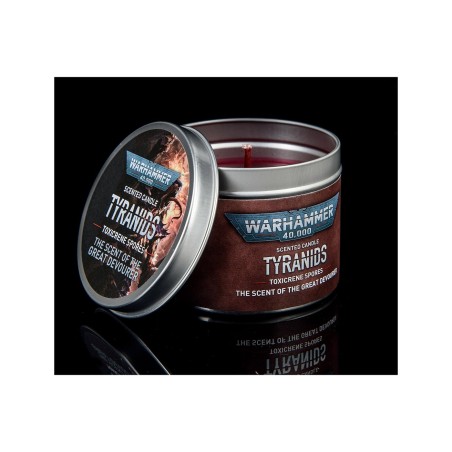 WARHAMMER
40,000
SCENTED CANDLE
TYRANIDS
TOXICRENE SPORES
THE SCENT OF THE
GREAT DEVOURER
WARHAMMER
40,000
SCENTED CANDLE
TYRANIDS
TOXICRENE SPORES
THE SCENT OF THE GREAT DEVOURER